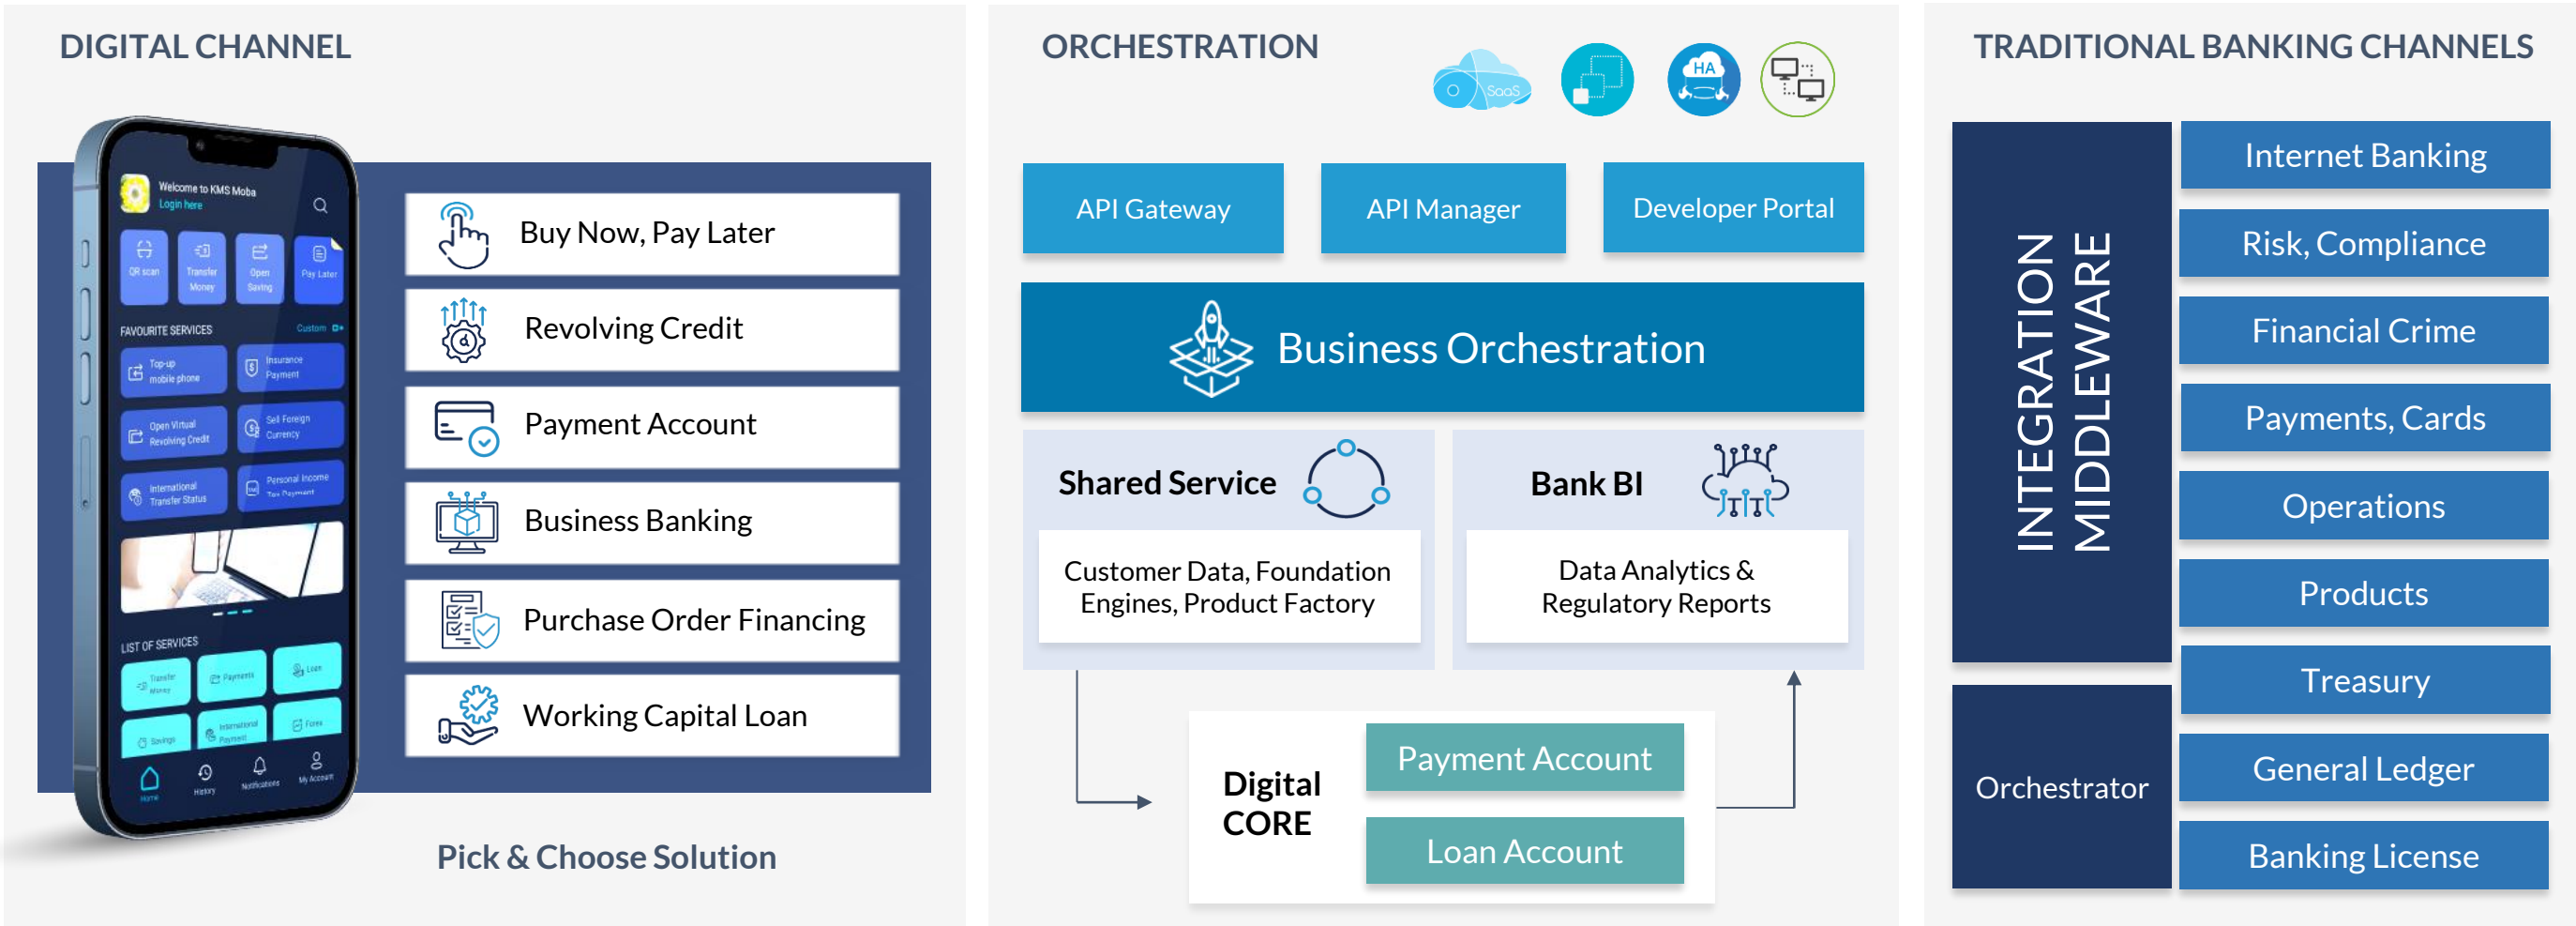 DIGITAL CHANNEL
Welcome to KMS Moba
Login here
QR scan
Transfer
Money
Open
Saving
Pay Later
FAVOURITE SERVICES
Custom
Top-up
mobile phone
Insurance
Payment
Open Virtual
Revolving Credit
Sell Foreign
Currency
International
Transfer Status
Personal Income
Tax Payment
LIST OF SERVICES
Transfer
Money
Payments
Loan
Savings
International
Payment
Forex
Home
History
Notifications
My Account
Buy Now, Pay Later
Revolving Credit
Payment Account
Business Banking
Purchase Order Financing
Working Capital Loan
Pick & Choose Solution
ORCHESTRATION
SaaS
HA
API Gateway
API Manager
Developer Portal
Business Orchestration
Shared Service
Customer Data, Foundation
Engines, Product Factory
Bank BI
Data Analytics &
Regulatory Reports
Digital
CORE
Payment Account
Loan Account
TRADITIONAL BANKING CHANNELS
INTEGRATION
MIDDLEWARE
Orchestrator
Internet Banking
Risk, Compliance
Financial Crime
Payments, Cards
Operations
Products
Treasury
General Ledger
Banking License